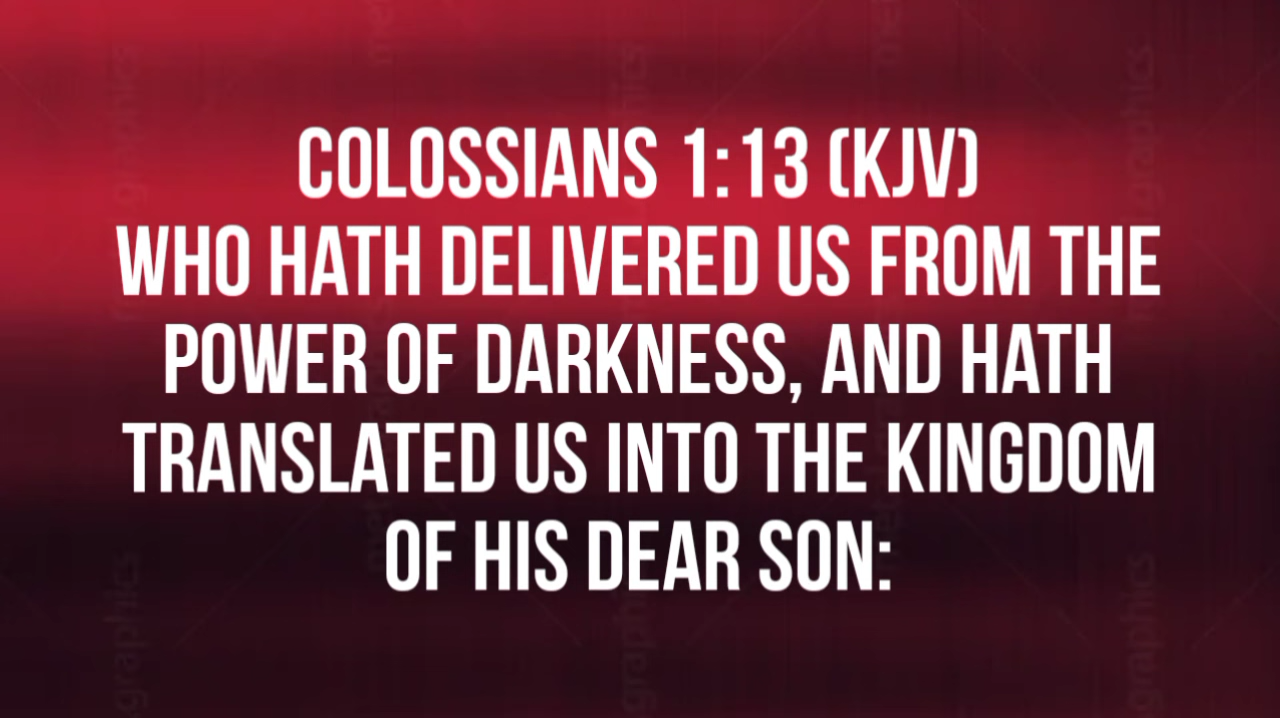 COLOSSIANS 1:13 (KJV)
WHO HATH DELIVERED US FROM THE
POWER OF DARKNESS, AND HATH
TRANSLATED US INTO THE KINGDOM
OF HIS DEAR SON: